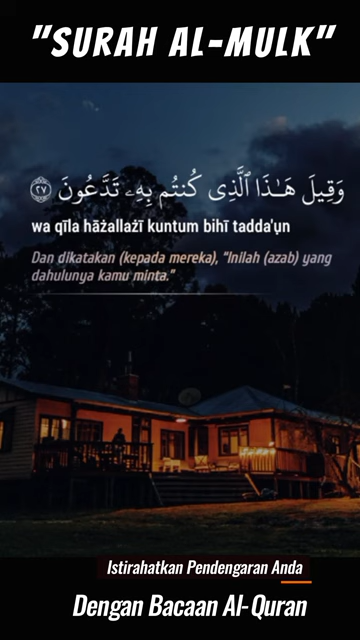 "SURAH AL-MULK"
وَقِيلَ هَـٰذَا ٱلَّذِى كُنتُم بِهِۦ تَدَّعُونَ ٢٧
wa qīla hāżallażī kuntum bihī tadda'ụn
Dan dikatakan (kepada mereka), "Inilah (azab) yang
dahulunya kamu minta."
Istirahatkan Pendengaran Anda
Dengan Bacaan Al-Quran